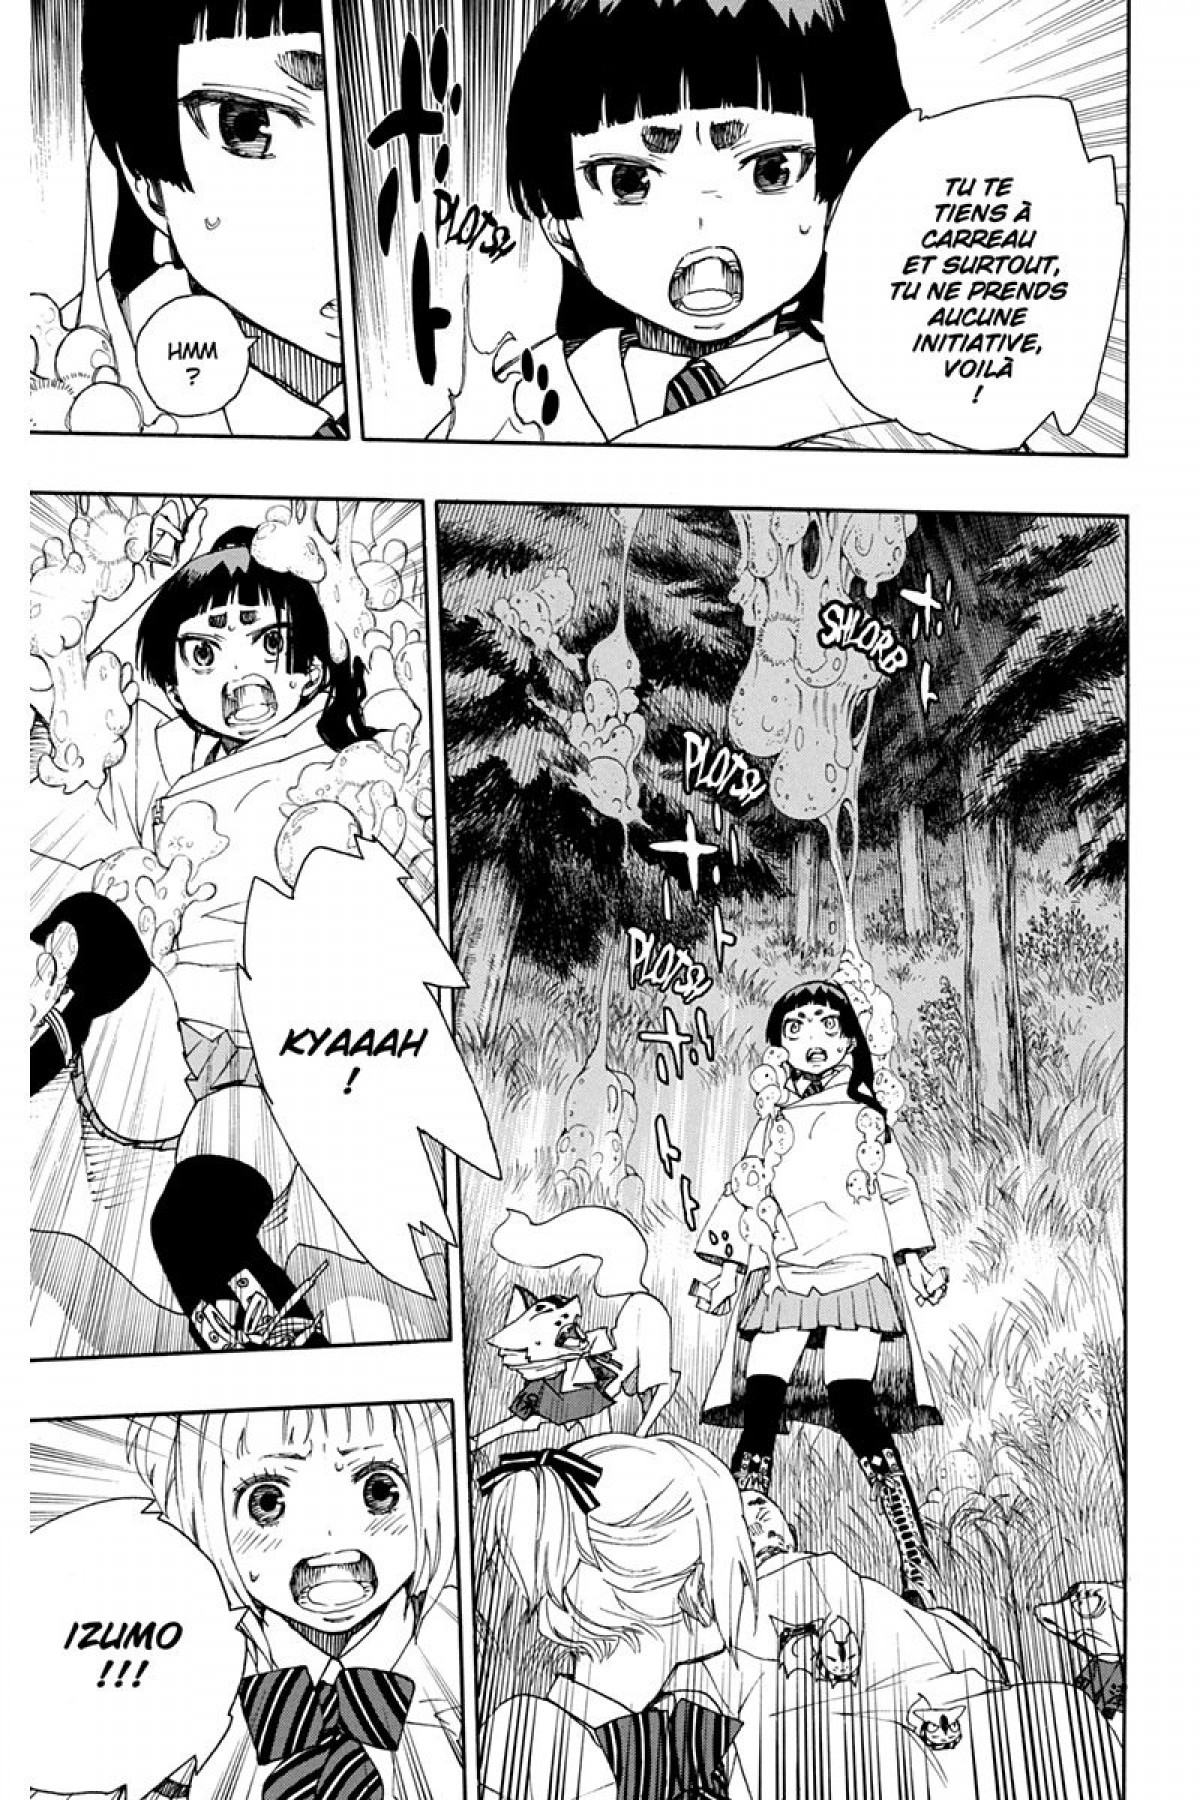 TU TE
TIENS À
CARREAU
ET SURTOUT,
TU NE PRENDS
AUCUNE
INITIATIVE,
VOILÀ
!
PLOTSH
HMM
?
SHLORB
PLOTSH
PLOTSH
KYAAAH
!
IZUMO
!!!